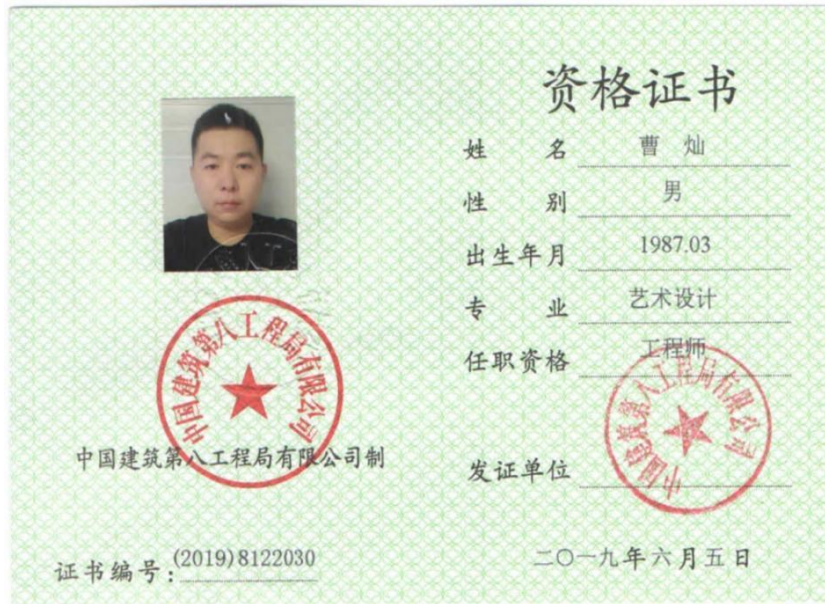 中国建筑第八工程局有限公司
中国建筑第八工程局有限公司制
证书编号:(2019)8122030
资格证书
姓 名 曹 灿
性 别 男
出生年月 1987.03
专 业 艺术设计
任职资格 工程师
发证单位
中国建筑第八工程局有限公司
二〇一九年六月五日